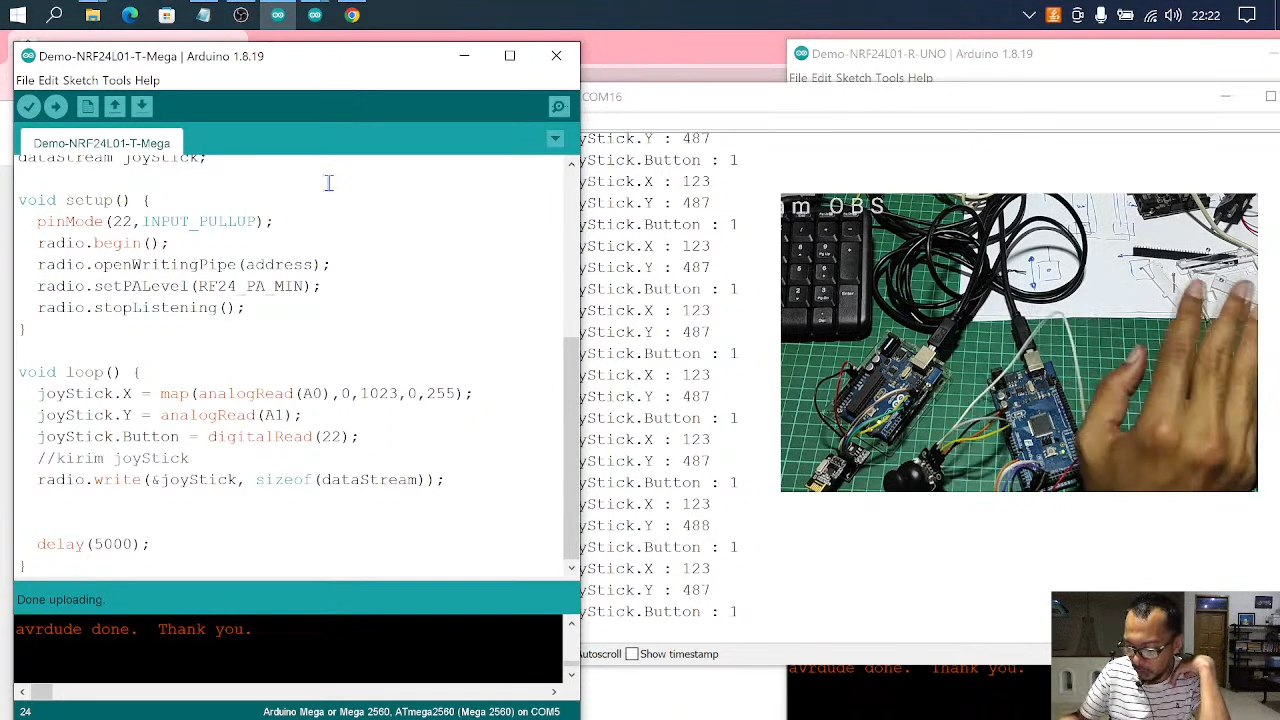 22:22
Demo-NRF24L01-T-Mega | Arduino 1.8.19
File Edit Sketch Tools Help
Demo-NRF24L01-T-Mega
dataStream joyStick;
void setup() {
pinMode(22,INPUT_PULLUP);
radio.begin();
radio.openWritingPipe(address);
radio.setPALevel(RF24_PA_MIN);
radio.stopListening();
}
void loop() {
joyStick.X = map(analogRead(A0),0,1023,0,255);
joyStick.Y = analogRead(A1);
joyStick.Button = digitalRead(22);
//kirim joyStick
radio.write(&joyStick, sizeof(dataStream));
delay(5000);
}
Done uploading.
avrdude done.  Thank you.
24
Arduino Mega or Mega 2560, ATmega2560 (Mega 2560) on COM5
Demo-NRF24L01-R-UNO | Arduino 1.8.19
File Edit Sketch Tools Help
COM16
yStick.Y : 487
yStick.Button : 1
yStick.X : 123
yStick.Y : 487
yStick.Button : 1
yStick.X : 123
yStick.Y : 487
yStick.Button : 1
yStick.X : 123
yStick.Y : 487
yStick.Button : 1
yStick.X : 123
yStick.Y : 487
yStick.Button : 1
yStick.X : 123
yStick.Y : 487
yStick.Button : 1
yStick.X : 123
yStick.Y : 488
yStick.Button : 1
yStick.X : 123
yStick.Y : 487
yStick.Button : 1
Autoscroll Show timestamp
avrdude done.  Thank you.
am OBS